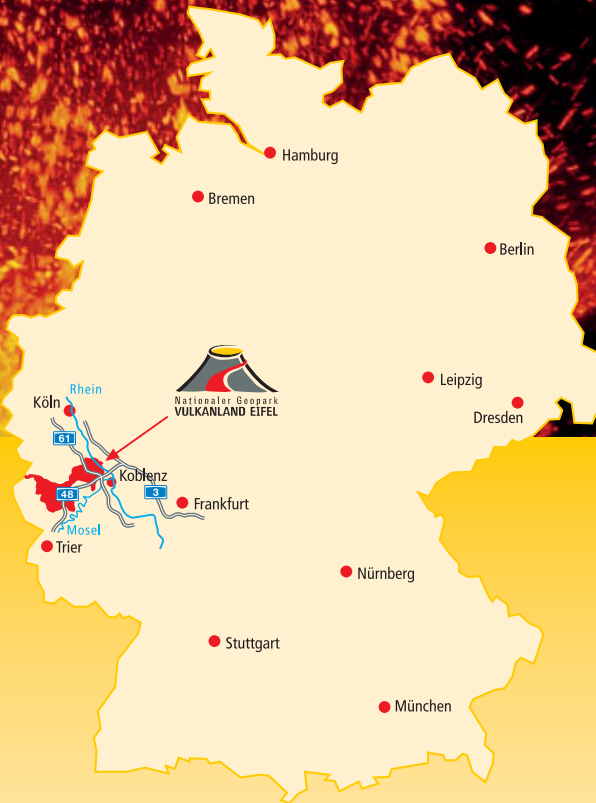 Hamburg
Bremen
Berlin
Leipzig
Dresden
Nationaler Geopark
VULKANLAND EIFEL
Rhein
Köln
61
Koblenz
48
3
Frankfurt
Mosel
Trier
Nürnberg
Stuttgart
München